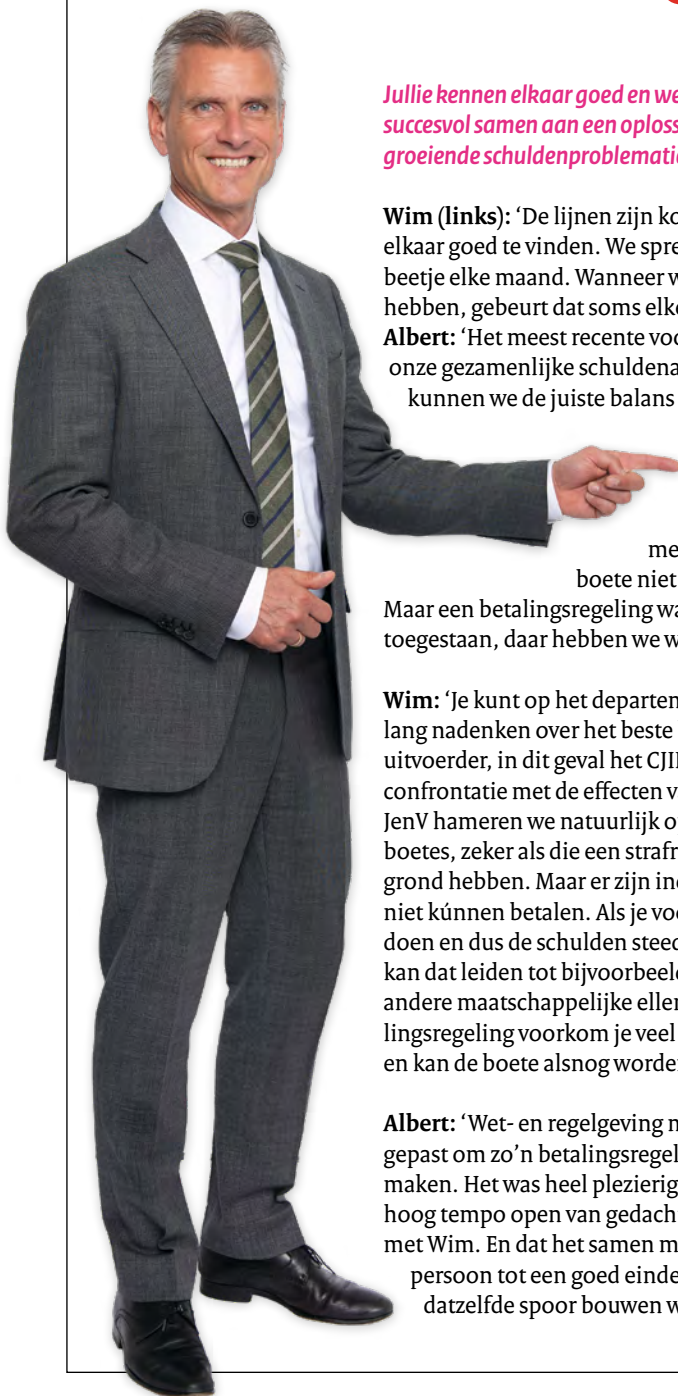 Jullie kennen elkaar goed en we
succesvol samen aan een oploss
groeiende schuldenproblematie
Wim (links): ‘De lijnen zijn ko
elkaar goed te vinden. We spre
beetje elke maand. Wanneer w
hebben, gebeurt dat soms elke
Albert: ‘Het meest recente voo
onze gezamenlijke schuldena
kunnen we de juiste balans
me
boete niet
Maar een betalingsregeling wa
toegestaan, daar hebben we w
Wim: ‘Je kunt op het departen
lang nadenken over het beste
uitvoerder, in dit geval het CJI
confrontatie met de effecten v
JenV hameren we natuurlijk o
boetes, zeker als die een strafr
grond hebben. Maar er zijn ind
niet kúnnen betalen. Als je voo
doen en dus de schulden steed
kan dat leiden tot bijvoorbeeld
andere maatschappelijke eller
lingsregeling voorkom je veel
en kan de boete alsnog worde
Albert: ‘Wet- en regelgeving m
gepast om zo’n betalingsregel
maken. Het was heel plezierig
hoog tempo open van gedach
met Wim. En dat het samen m
persoon tot een goed einde
datzelfde spoor bouwen w